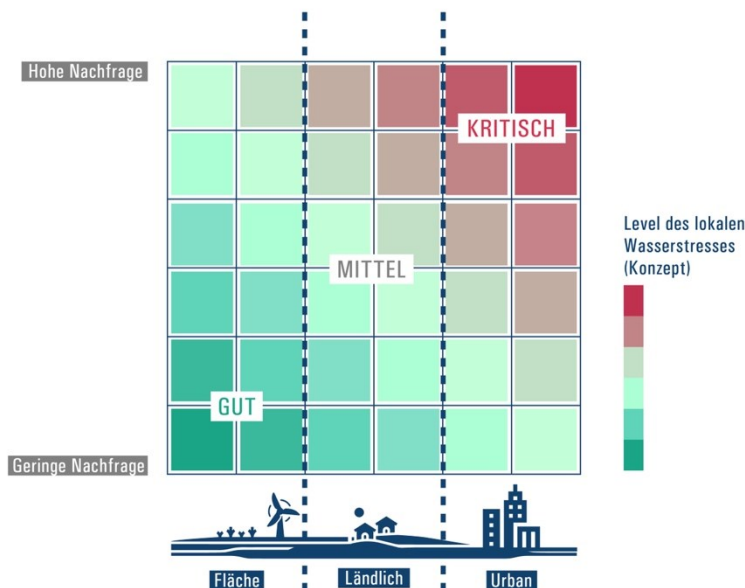 Hohe Nachfrage
KRITISCH
Level des lokalen
Wasserstresses
(Konzept)
MITTEL
GUT
Geringe Nachfrage
Fläche
Ländlich
Urban